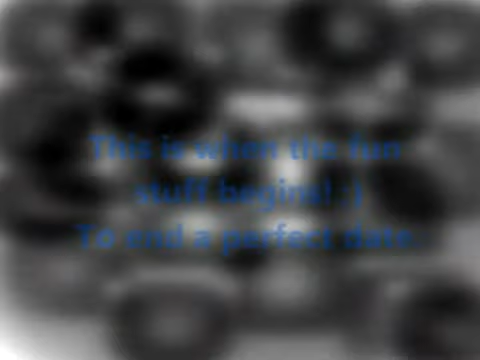 This is when the fun
stuff begins! :)
To end a perfect date.